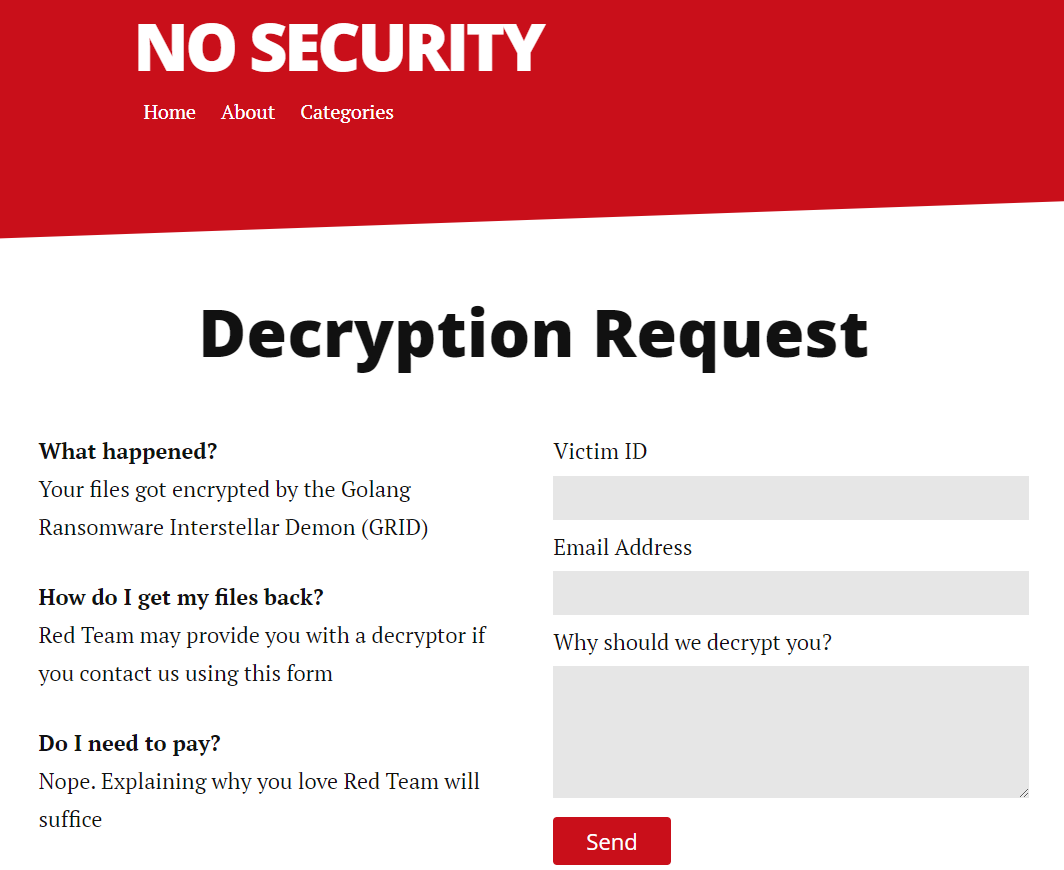 NO SECURITY
Home About Categories
Decryption Request
What happened?
Your files got encrypted by the Golang
Ransomware Interstellar Demon (GRID)
How do I get my files back?
Red Team may provide you with a decryptor if
you contact us using this form
Do I need to pay?
Nope. Explaining why you love Red Team will
suffice
Victim ID
Email Address
Why should we decrypt you?
Send